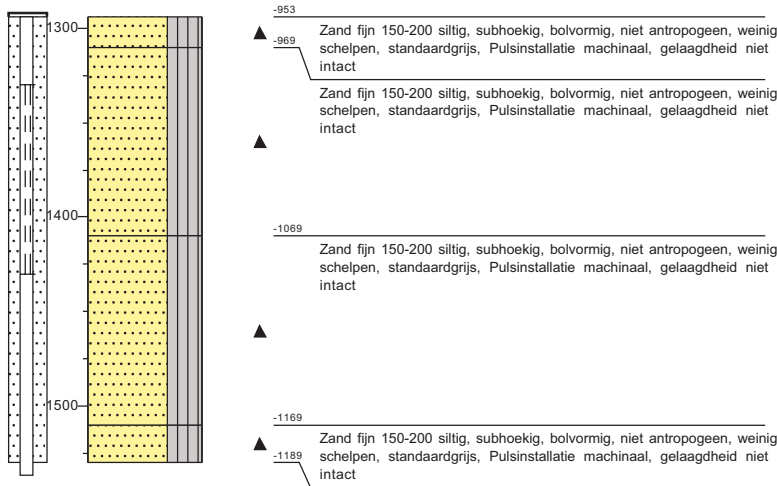 1300
-953
Zand fijn 150-200 siltig, subhoekig, bolvormig, niet antropogeen, weinig
schelpen, standaardgrijs, Pulsinstallatie machinaal, gelaagdheid niet
intact
-969
Zand fijn 150-200 siltig, subhoekig, bolvormig, niet antropogeen, weinig
schelpen, standaardgrijs, Pulsinstallatie machinaal, gelaagdheid niet
intact
1400
-1069
Zand fijn 150-200 siltig, subhoekig, bolvormig, niet antropogeen, weinig
schelpen, standaardgrijs, Pulsinstallatie machinaal, gelaagdheid niet
intact
1500
-1169
Zand fijn 150-200 siltig, subhoekig, bolvormig, niet antropogeen, weinig
schelpen, standaardgrijs, Pulsinstallatie machinaal, gelaagdheid niet
intact
-1189